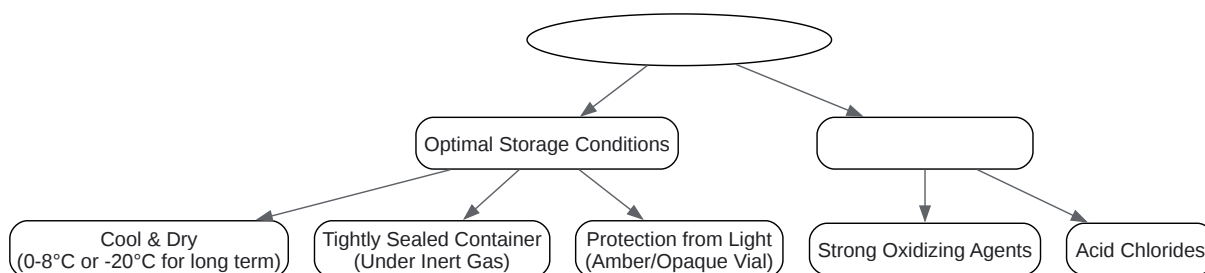 Optimal Storage Conditions
Cool & Dry
(0-8°C or -20°C for long term)
Tightly Sealed Container
(Under Inert Gas)
Protection from Light
(Amber/Opaque Vial)
Strong Oxidizing Agents
Acid Chlorides